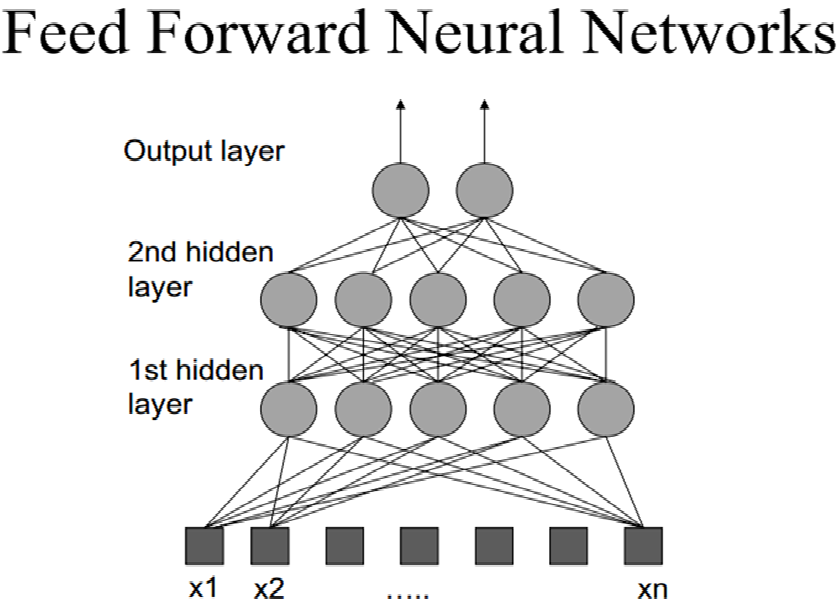 Feed Forward Neural Networks
Output layer
2nd hidden
layer
1st hidden
layer
x1 x2 ..... xn